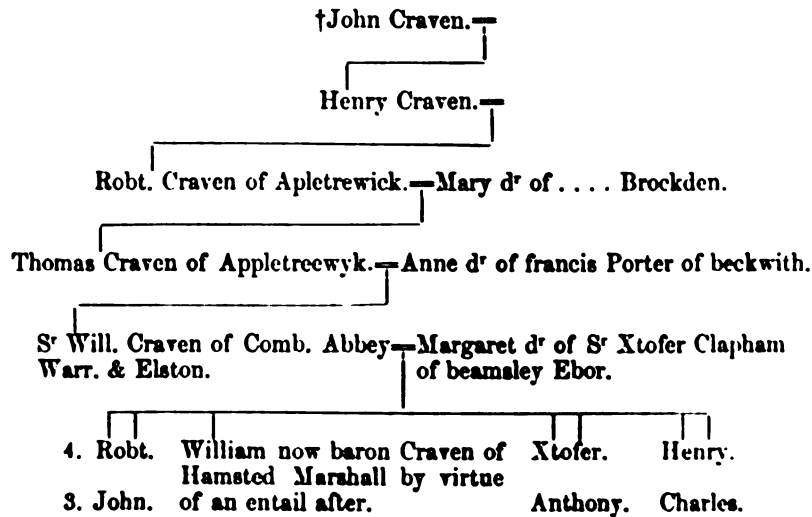 †John Craven.=
Henry Craven.=
Robt. Craven of Apletrewick.=Mary dʳ of .... Brockden.
Thomas Craven of Appletreewyk.=Anne dʳ of francis Porter of beckwith.
Sʳ Will. Craven of Comb. Abbey=Margaret dʳ of Sʳ Xtofer Clapham
Warr. & Elston. of beamsley Ebor.
4. Robt. William now baron Craven of Xtofer. Henry.
Hamsted Marshall by virtue
3. John. of an entail after. Anthony. Charles.